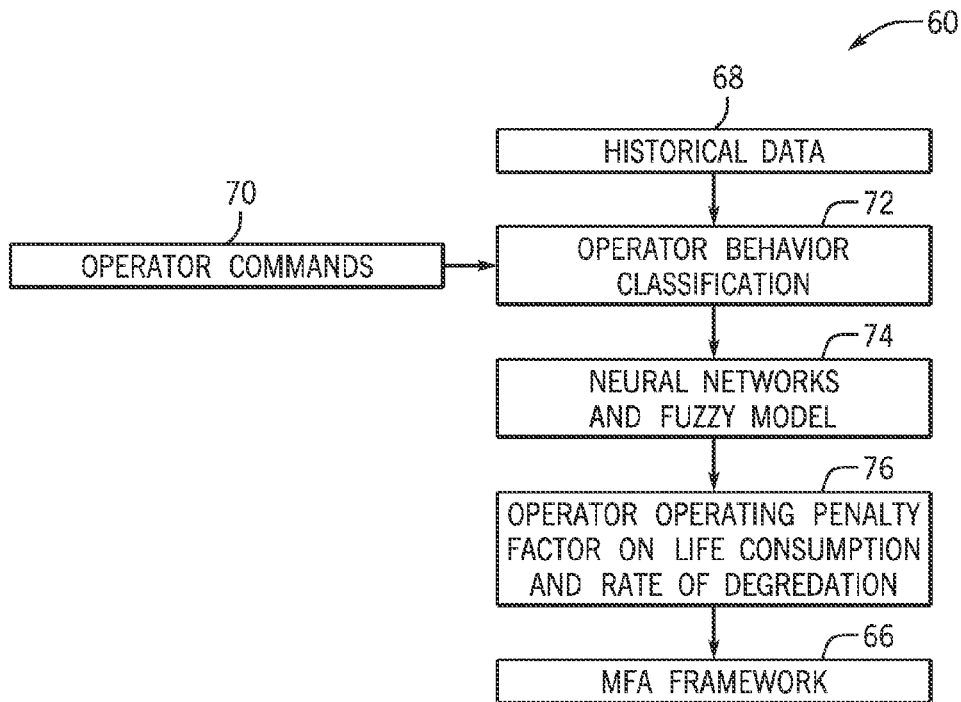 60
68
HISTORICAL DATA
70
OPERATOR COMMANDS
72
OPERATOR BEHAVIOR
CLASSIFICATION
74
NEURAL NETWORKS
AND FUZZY MODEL
76
OPERATOR OPERATING PENALTY
FACTOR ON LIFE CONSUMPTION
AND RATE OF DEGREDATION
66
MFA FRAMEWORK